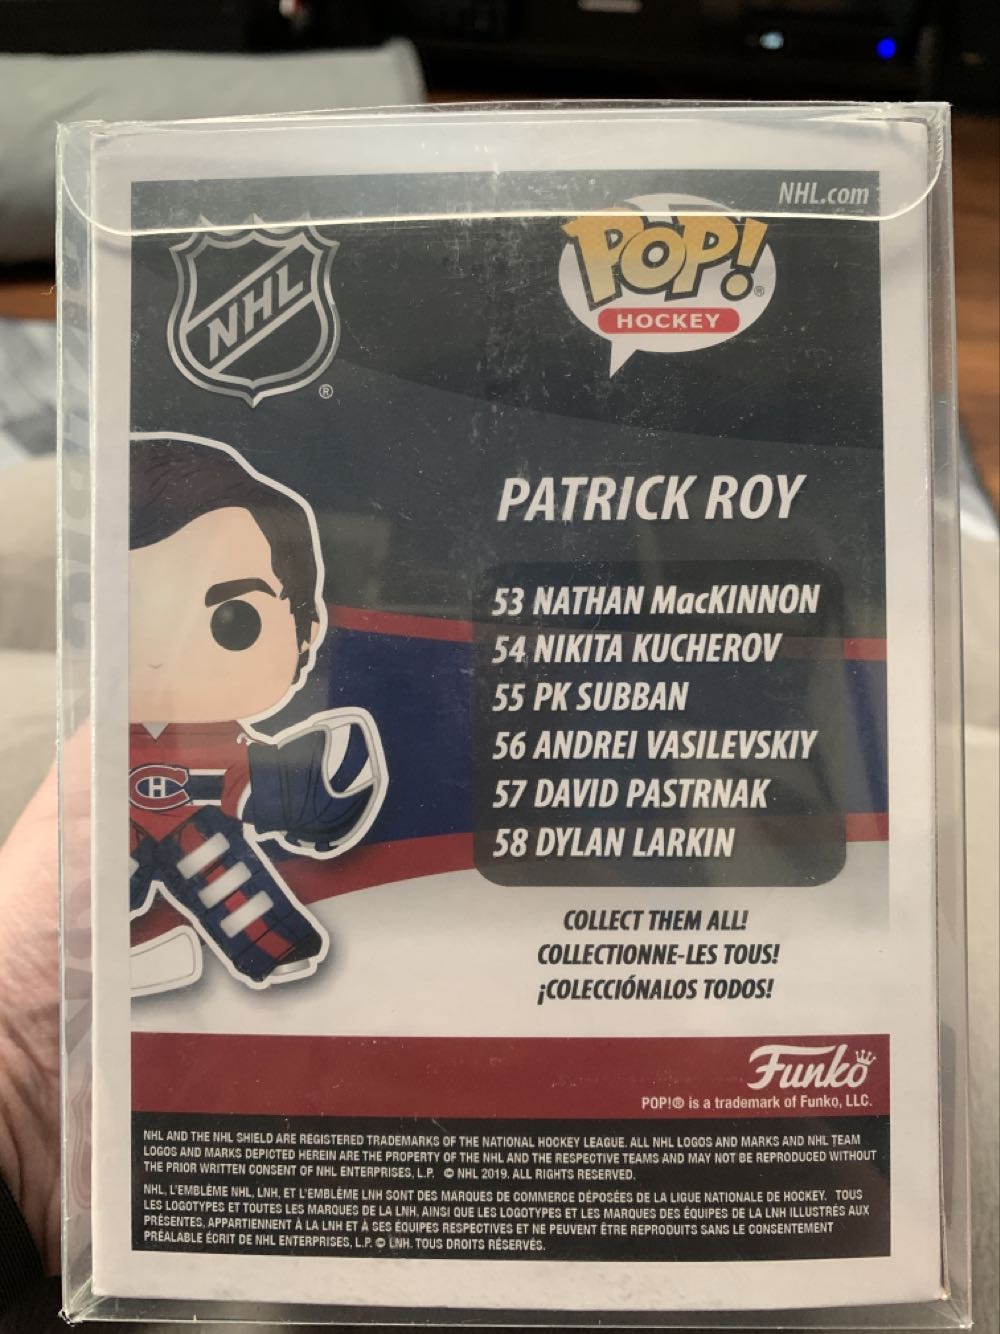 NHL.com
NHL
®
POP!
®
HOCKEY
PATRICK ROY
53 NATHAN MacKINNON
54 NIKITA KUCHEROV
55 PK SUBBAN
56 ANDREI VASILEVSKIY
57 DAVID PASTRNAK
58 DYLAN LARKIN
CH
COLLECT THEM ALL!
COLLECTIONNE-LES TOUS!
¡COLECCIÓNALOS TODOS!
Funko
POP!® is a trademark of Funko, LLC.
NHL AND THE NHL SHIELD ARE REGISTERED TRADEMARKS OF THE NATIONAL HOCKEY LEAGUE. ALL NHL LOGOS AND MARKS AND NHL TEAM
LOGOS AND MARKS DEPICTED HEREIN ARE THE PROPERTY OF THE NHL AND THE RESPECTIVE TEAMS AND MAY NOT BE REPRODUCED WITHOUT
THE PRIOR WRITTEN CONSENT OF NHL ENTERPRISES, L.P. © NHL 2019. ALL RIGHTS RESERVED.
NHL, L'EMBLÈME NHL, LNH, ET L'EMBLÈME LNH SONT DES MARQUES DE COMMERCE DÉPOSÉES DE LA LIGUE NATIONALE DE HOCKEY. TOUS
LES LOGOTYPES ET TOUTES LES MARQUES DE LA LNH, AINSI QUE LES LOGOTYPES ET LES MARQUES DES ÉQUIPES DE LA LNH ILLUSTRÉS AUX
PRÉSENTES, APPARTIENNENT À LA LNH ET À SES ÉQUIPES RESPECTIVES ET NE PEUVENT ÊTRE REPRODUITS SANS LE CONSENTEMENT
PRÉALABLE ÉCRIT DE NHL ENTERPRISES, L.P. © LNH. TOUS DROITS RÉSERVÉS.